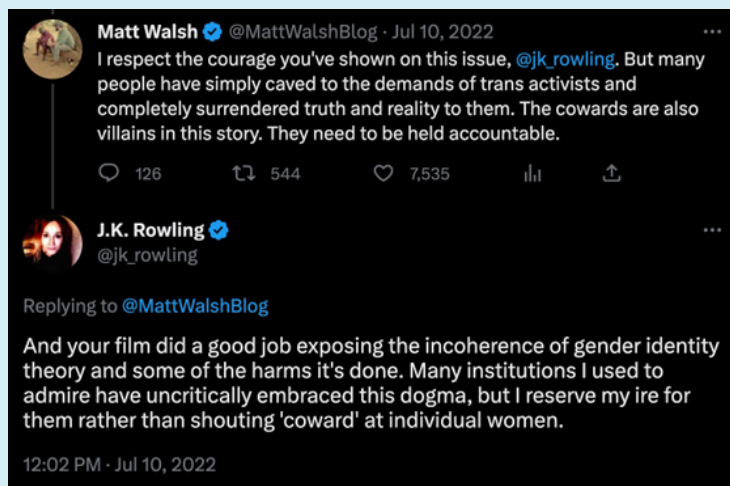 Matt Walsh @MattWalshBlog · Jul 10, 2022
I respect the courage you've shown on this issue, @jk_rowling. But many
people have simply caved to the demands of trans activists and
completely surrendered truth and reality to them. The cowards are also
villains in this story. They need to be held accountable.
126 544 7,535
J.K. Rowling
@jk_rowling
Replying to @MattWalshBlog
And your film did a good job exposing the incoherence of gender identity
theory and some of the harms it's done. Many institutions I used to
admire have uncritically embraced this dogma, but I reserve my ire for
them rather than shouting 'coward' at individual women.
12:02 PM · Jul 10, 2022